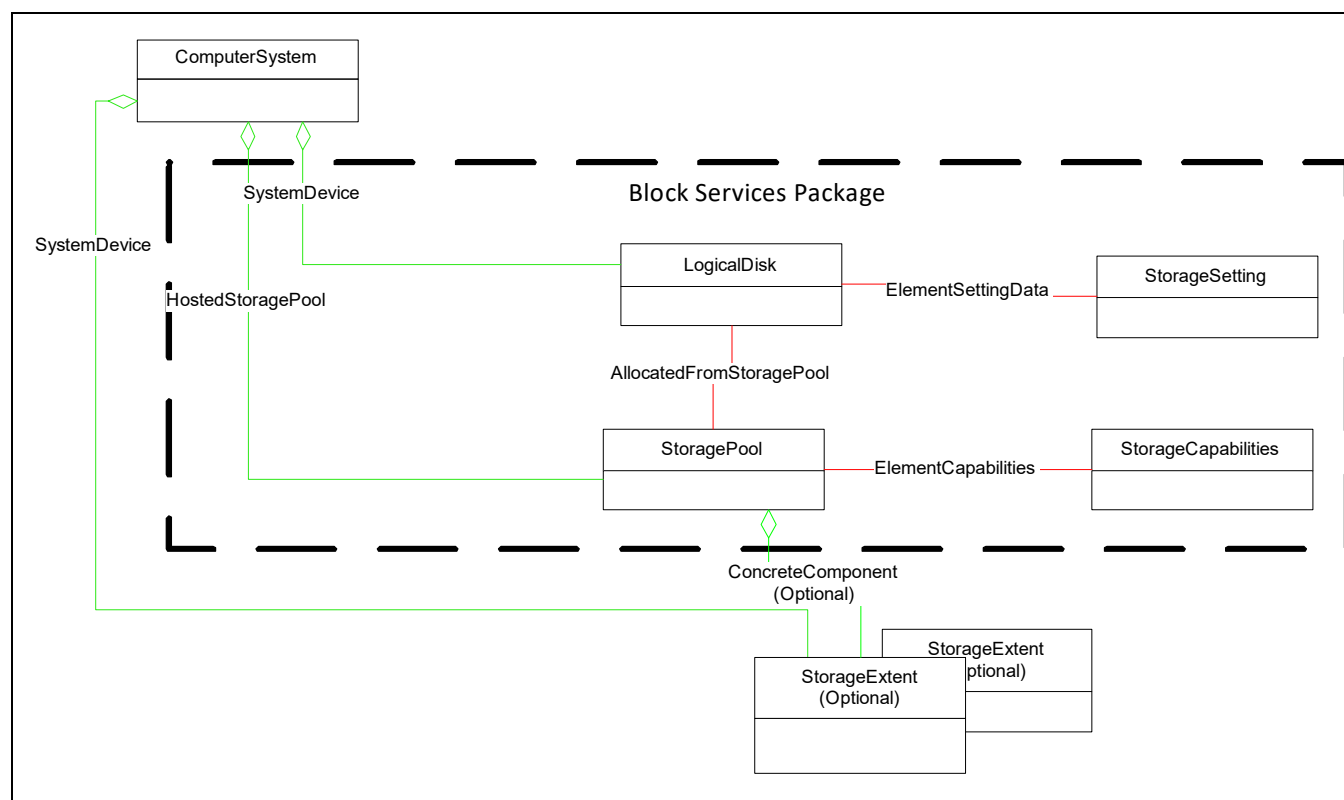 ComputerSystem
Block Services Package
SystemDevice
SystemDevice
LogicalDisk
StorageSetting
ElementSettingData
HostedStoragePool
AllocatedFromStoragePool
StoragePool
StorageCapabilities
ElementCapabilities
ConcreteComponent
(Optional)
StorageExtent
ptional)
StorageExtent
(Optional)